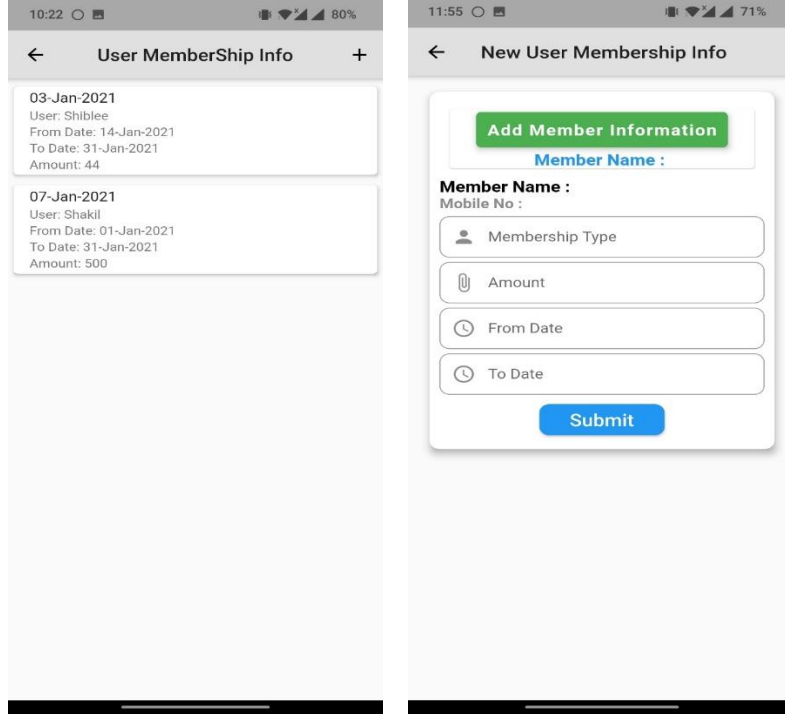 10:22 80%
User MemberShip Info +
03-Jan-2021
User: Shiblee
From Date: 14-Jan-2021
To Date: 31-Jan-2021
Amount: 44
07-Jan-2021
User: Shakil
From Date: 01-Jan-2021
To Date: 31-Jan-2021
Amount: 500
11:55 71%
New User Membership Info
Add Member Information
Member Name :
Member Name :
Mobile No :
Membership Type
Amount
From Date
To Date
Submit